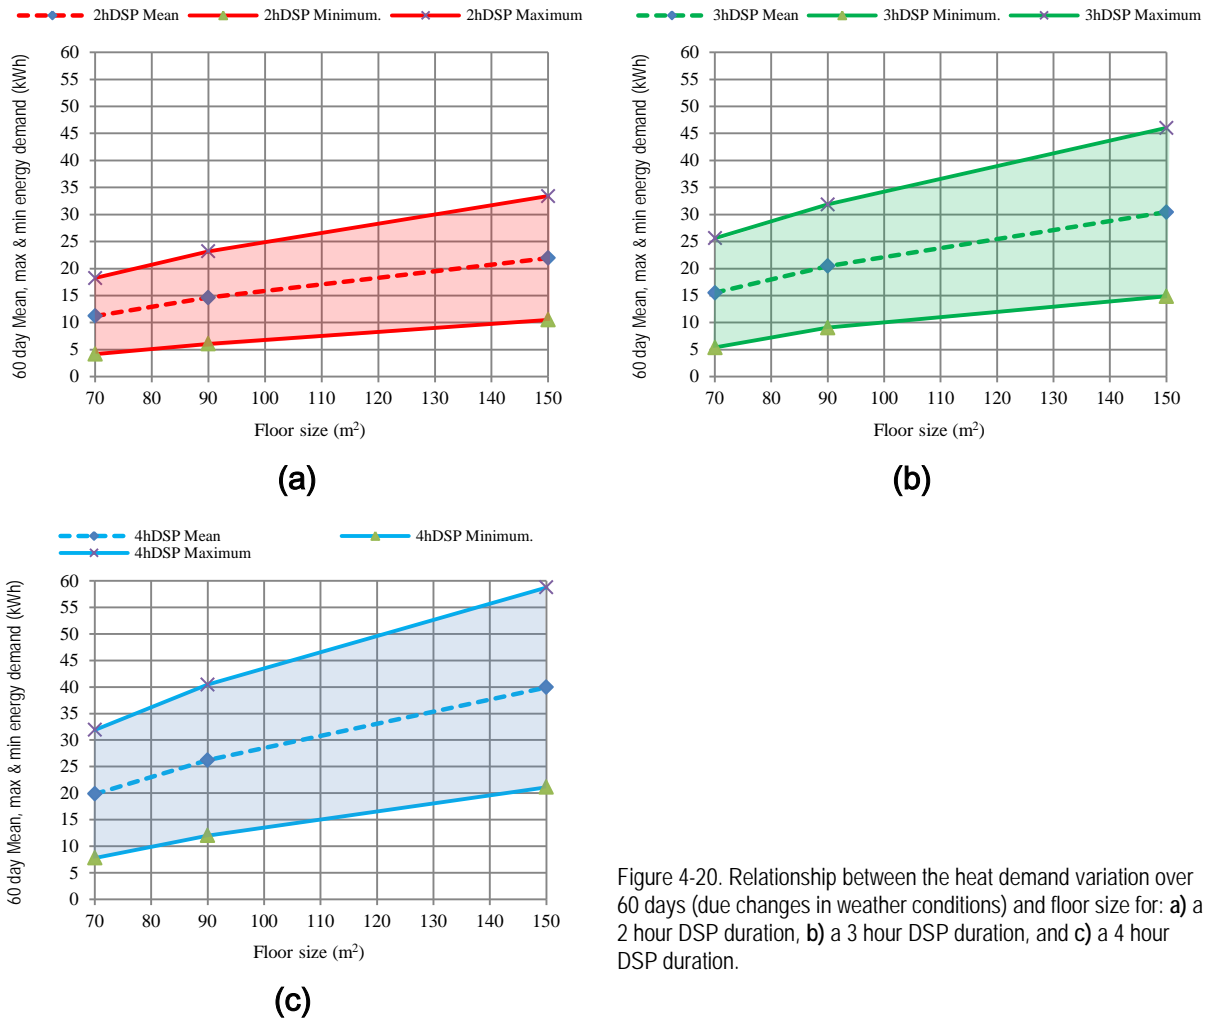 2hDSP Mean 2hDSP Minimum. 2hDSP Maximum
60 day Mean, max & min energy demand (kWh)
60
55
50
45
40
35
30
25
20
15
10
5
0
70 80 90 100 110 120 130 140 150
Floor size (m²)
(a)
3hDSP Mean 3hDSP Minimum. 3hDSP Maximum
60 day Mean, max & min energy demand (kWh)
60
55
50
45
40
35
30
25
20
15
10
5
0
70 80 90 100 110 120 130 140 150
Floor size (m²)
(b)
4hDSP Mean 4hDSP Minimum.
4hDSP Maximum
60 day Mean, max & min energy demand (kWh)
60
55
50
45
40
35
30
25
20
15
10
5
0
70 80 90 100 110 120 130 140 150
Floor size (m²)
(c)
Figure 4-20. Relationship between the heat demand variation over
60 days (due changes in weather conditions) and floor size for: a) a
2 hour DSP duration, b) a 3 hour DSP duration, and c) a 4 hour
DSP duration.